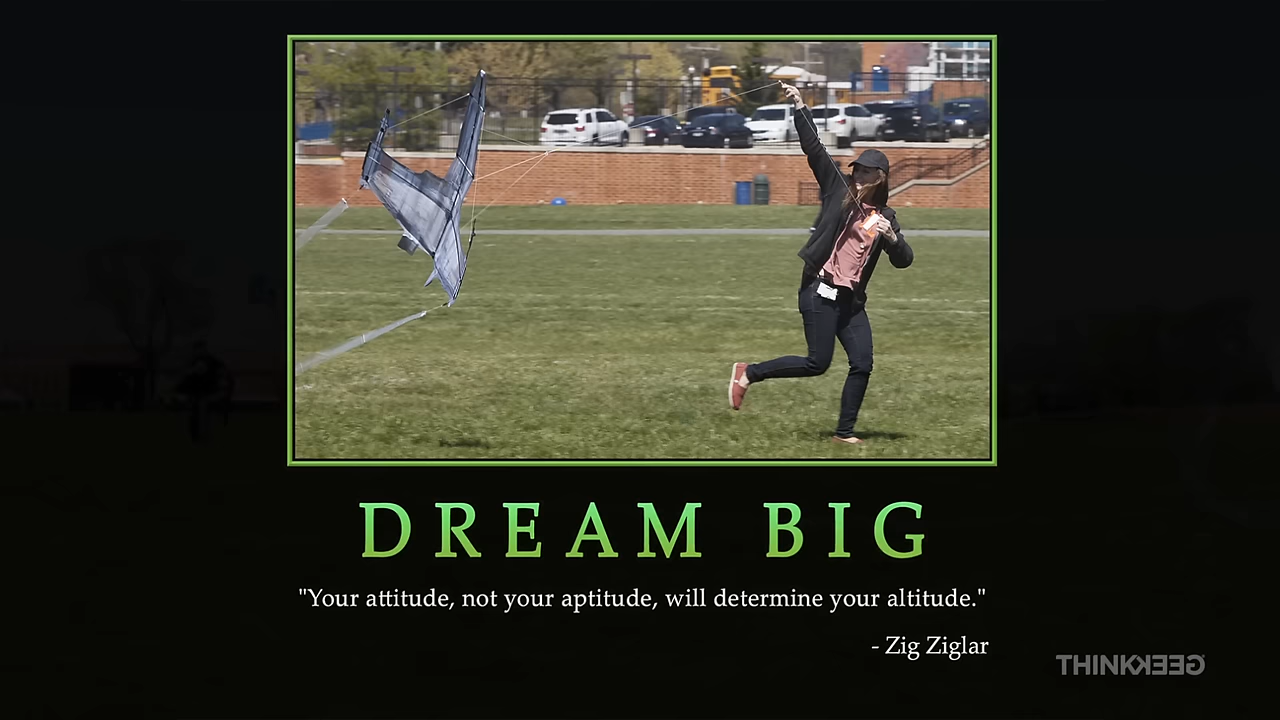 DREAM BIG
"Your attitude, not your aptitude, will determine your altitude."
- Zig Ziglar
THINKGEEK